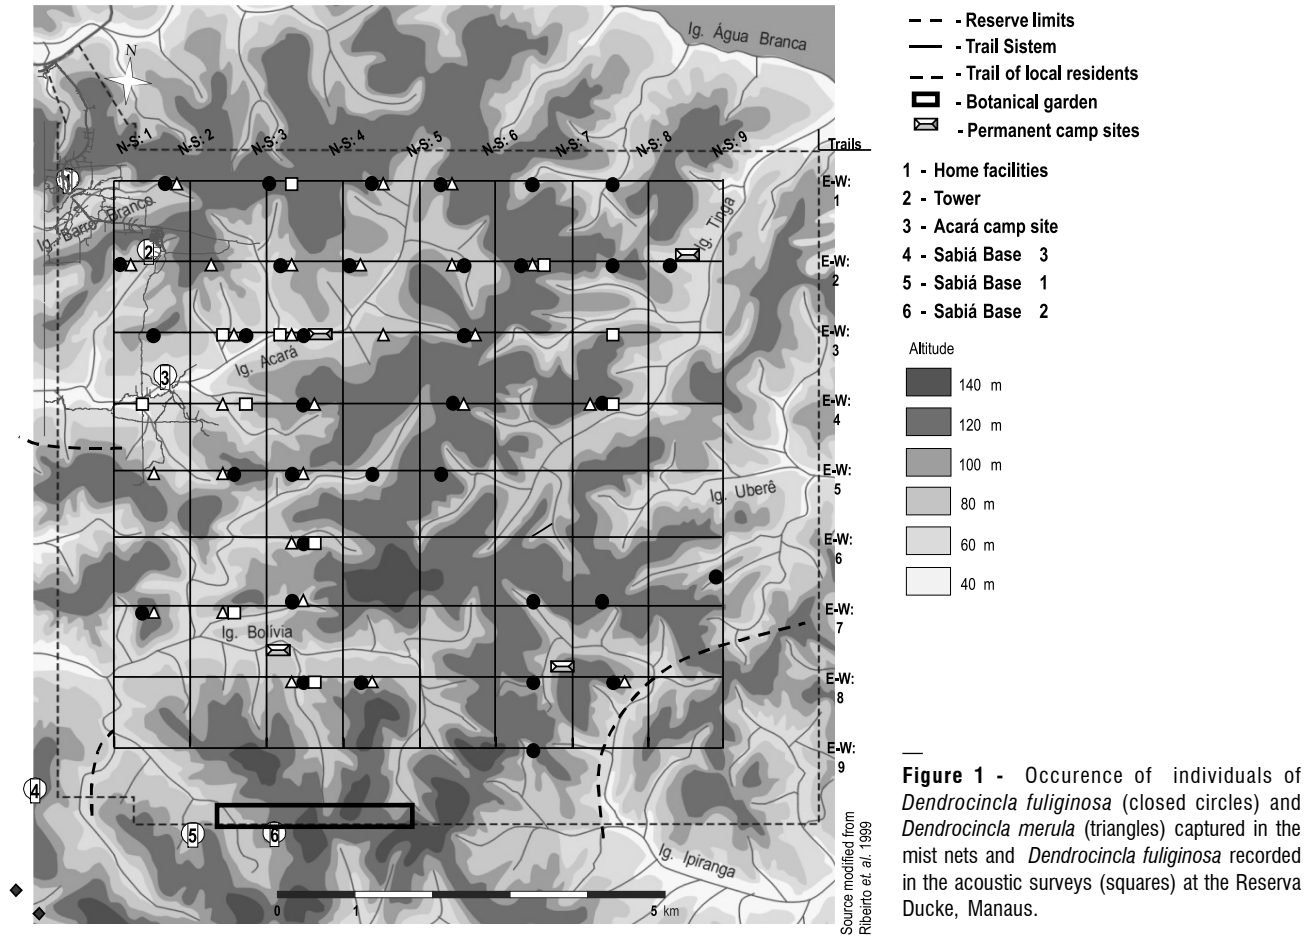 Ig. Água Branca
N
N-S: 1
N-S: 2
N-S: 3
N-S: 4
N-S: 5
N-S: 6
N-S: 7
N-S: 8
N-S: 9
Trails
E-W: 1
E-W: 2
E-W: 3
E-W: 4
E-W: 5
E-W: 6
E-W: 7
E-W: 8
E-W: 9
1
Ig. Barro Branco
2
Ig. Tinga
Ig. Acará
3
Ig. Uberê
Ig. Bolívia
4
5
6
Ig. Ipiranga
0 1 5 km
Source modified from
Ribeirto et. al. 1999
- Reserve limits
- Trail Sistem
- Trail of local residents
- Botanical garden
- Permanent camp sites
1 - Home facilities
2 - Tower
3 - Acará camp site
4 - Sabiá Base 3
5 - Sabiá Base 1
6 - Sabiá Base 2
Altitude
140 m
120 m
100 m
80 m
60 m
40 m
Figure 1 - Occurence of individuals of
Dendrocincla fuliginosa (closed circles) and
Dendrocincla merula (triangles) captured in the
mist nets and Dendrocincla fuliginosa recorded
in the acoustic surveys (squares) at the Reserva
Ducke, Manaus.